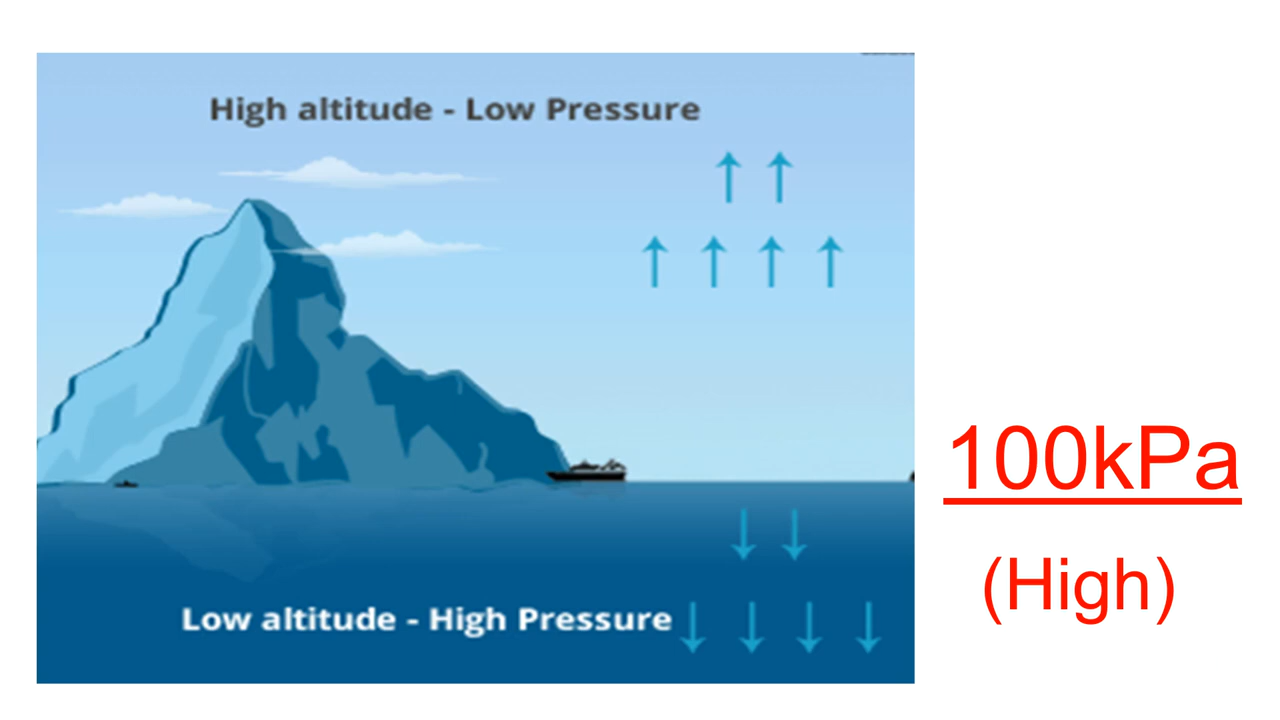 High altitude - Low Pressure
100kPa
(High)
Low altitude - High Pressure